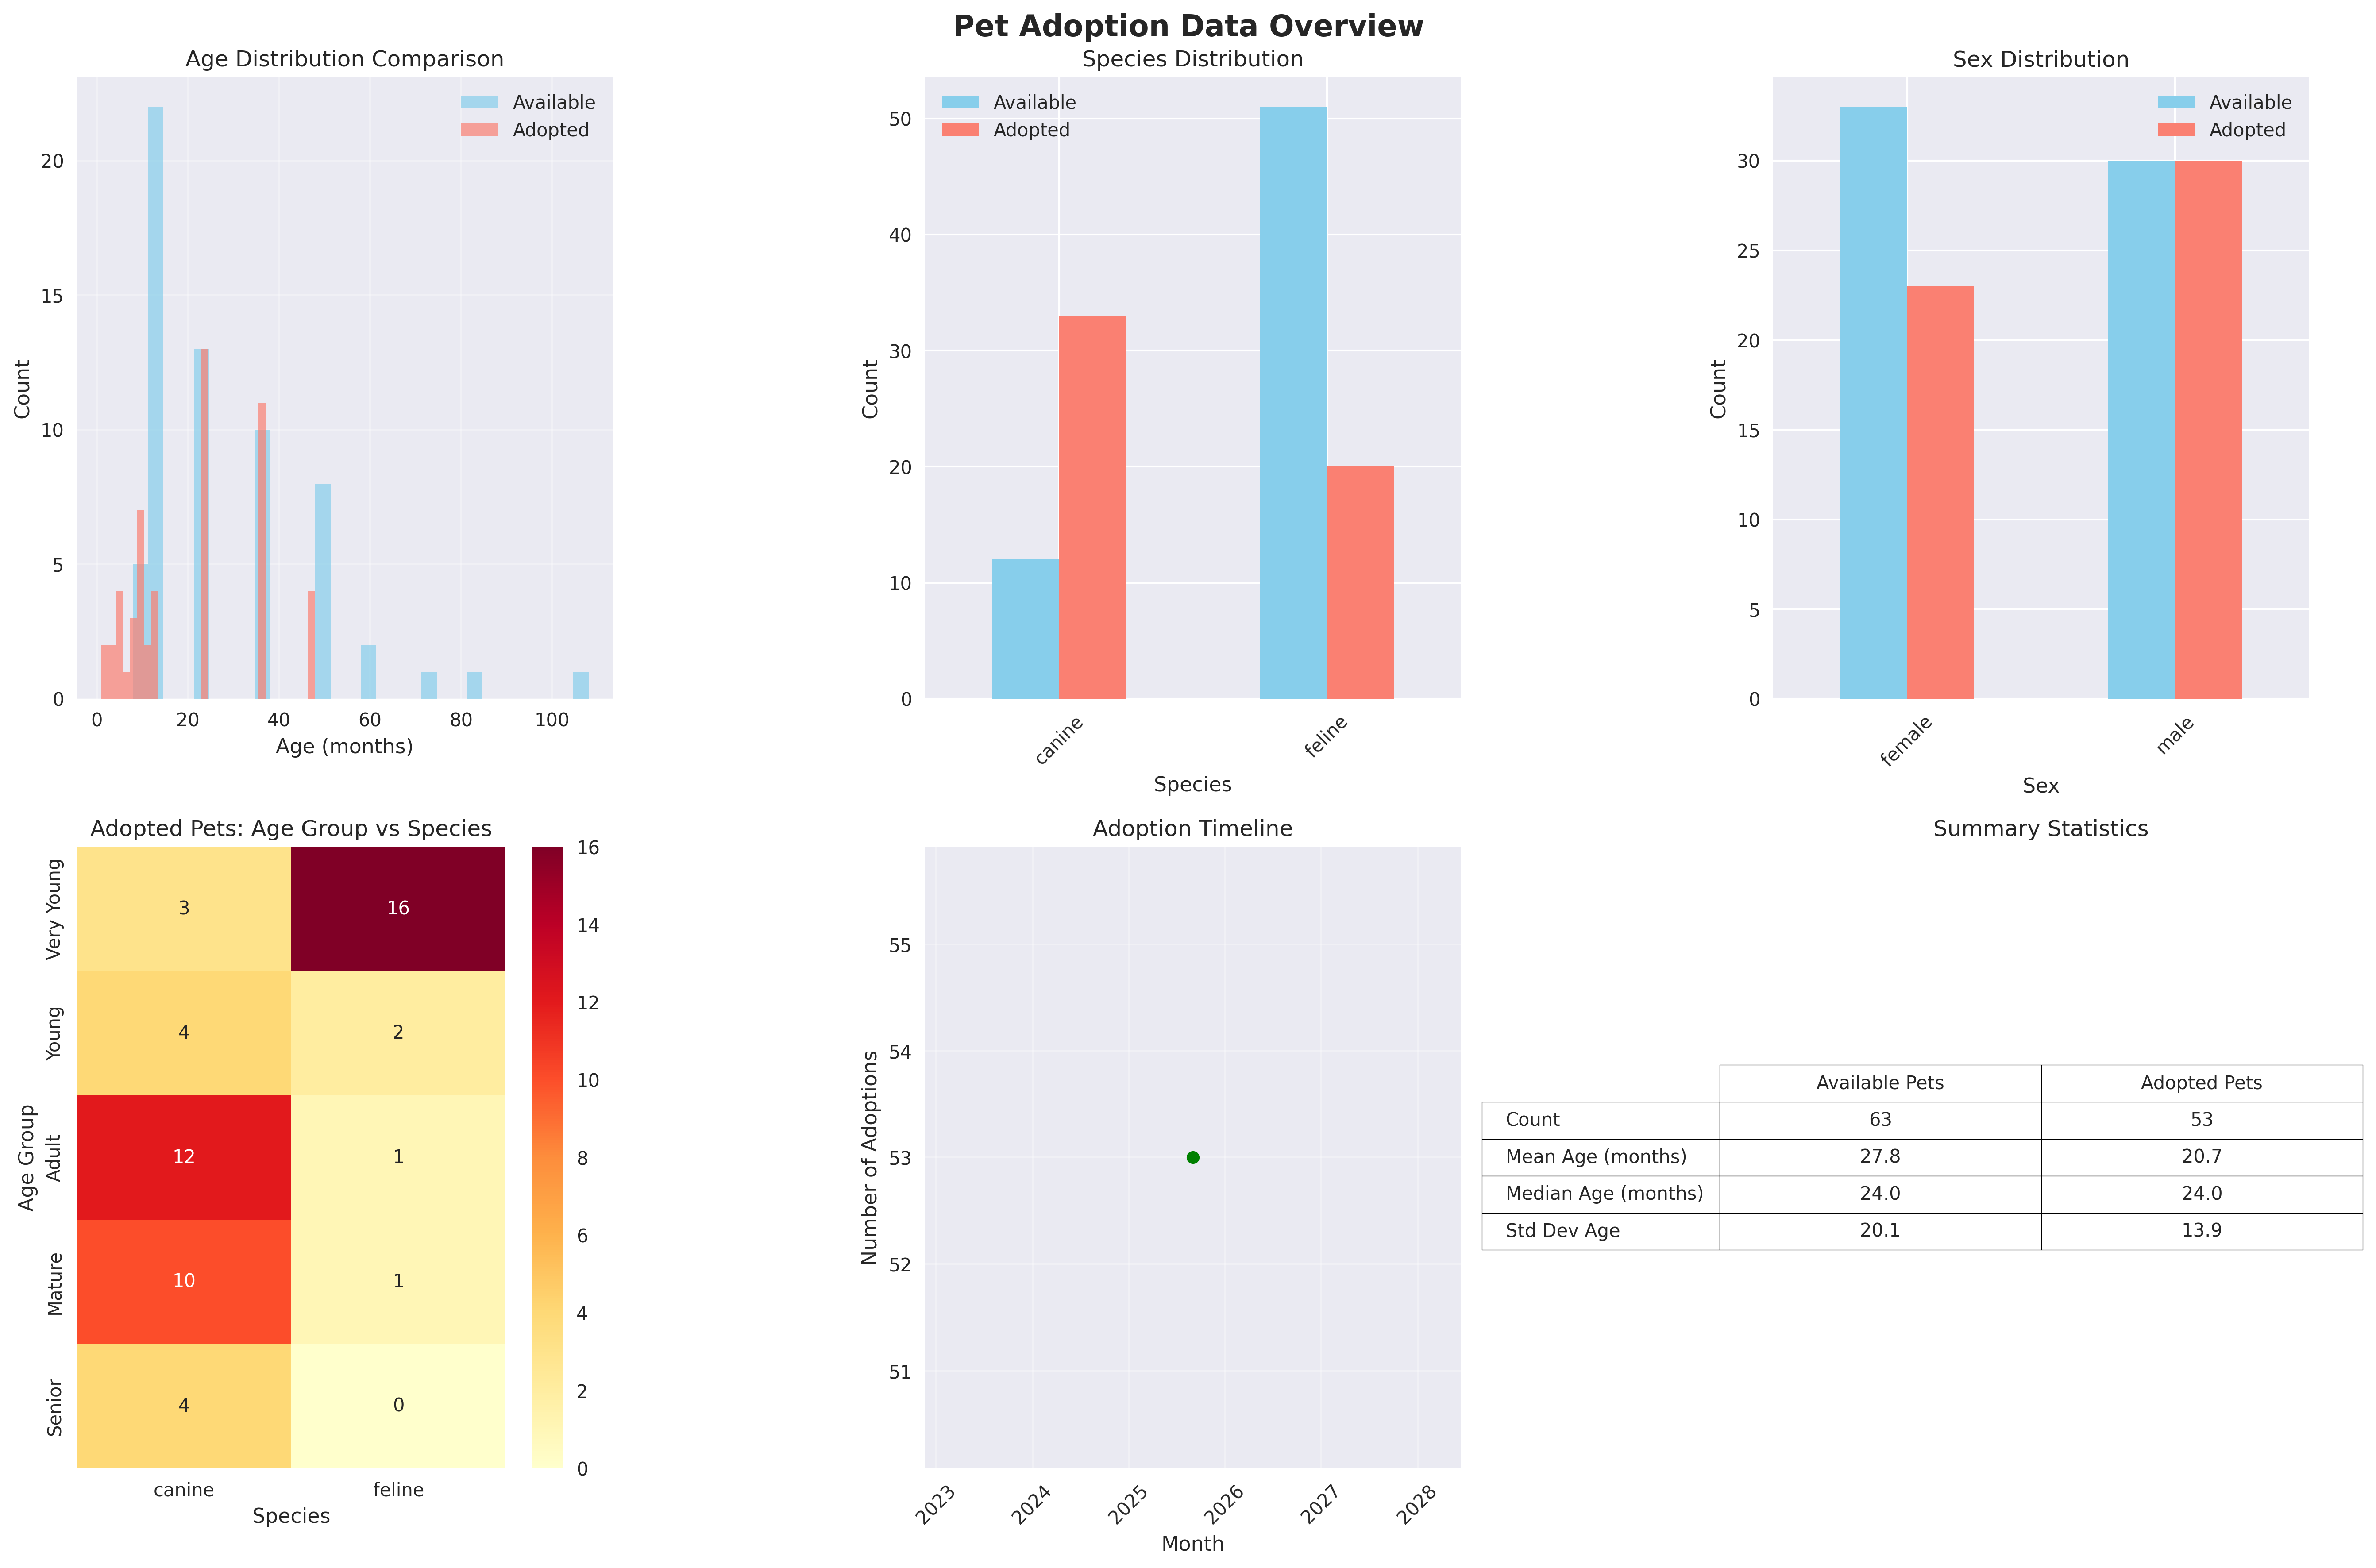 Pet Adoption Data Overview
Age Distribution Comparison
Available
Adopted
20
15
10
5
0
Count
0 20 40 60 80 100
Age (months)
Species Distribution
Available
Adopted
50
40
30
20
10
0
Count
canine feline
Species
Sex Distribution
Available
Adopted
30
25
20
15
10
5
0
Count
female male
Sex
Adopted Pets: Age Group vs Species
Age Group
Very Young 3 16
Young 4 2
Adult 12 1
Mature 10 1
Senior 4 0
canine feline
Species
16
14
12
10
8
6
4
2
0
Adoption Timeline
55
54
53
52
51
Number of Adoptions
2023 2024 2025 2026 2027 2028
Month
Summary Statistics
Available Pets Adopted Pets
Count 63 53
Mean Age (months) 27.8 20.7
Median Age (months) 24.0 24.0
Std Dev Age 20.1 13.9